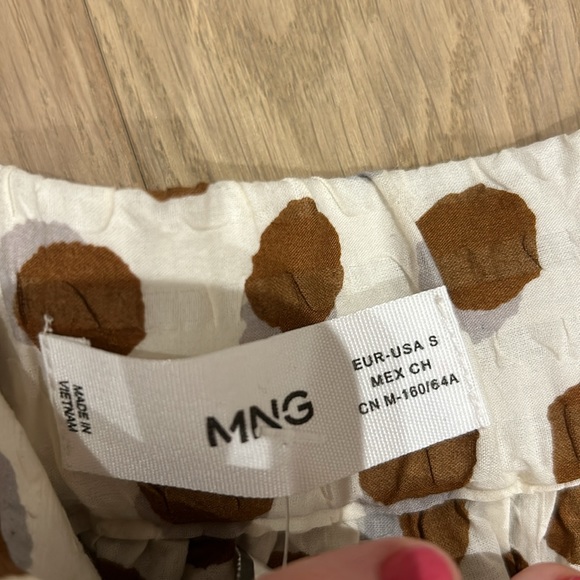 MADE IN
VIETNAM
MNG
EUR-USA S
MEX CH
CN M-160/64A